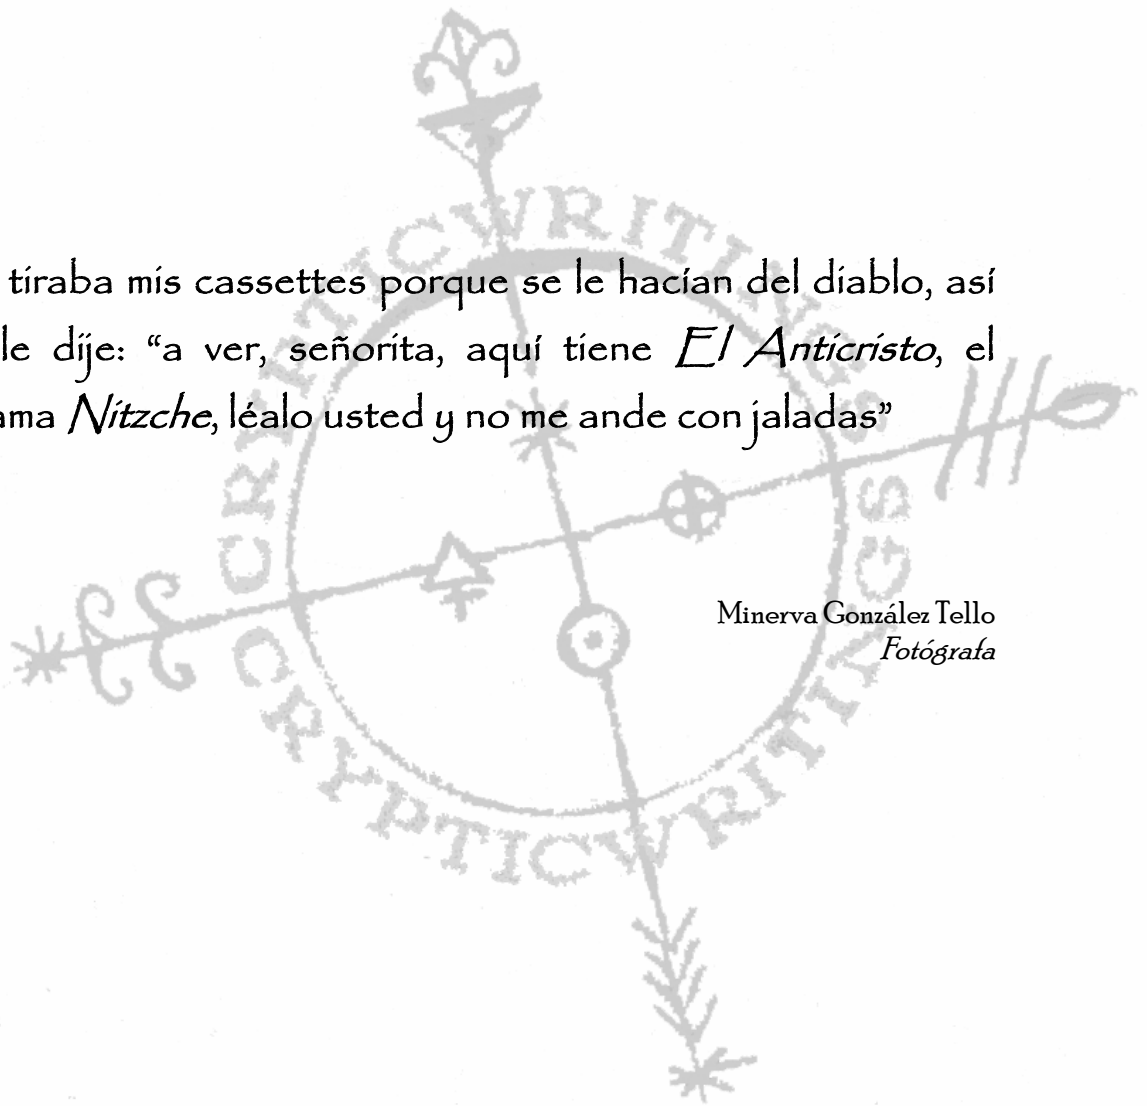 tiraba mis cassettes porque se le hacían del diablo, así
le dije: “a ver, señorita, aquí tiene El Anticristo, el
ama Nitzche, léalo usted y no me ande con jaladas”
Minerva González Tello
Fotógrafa
CRYPTICWRITINGS
CRYPTICWRITINGS